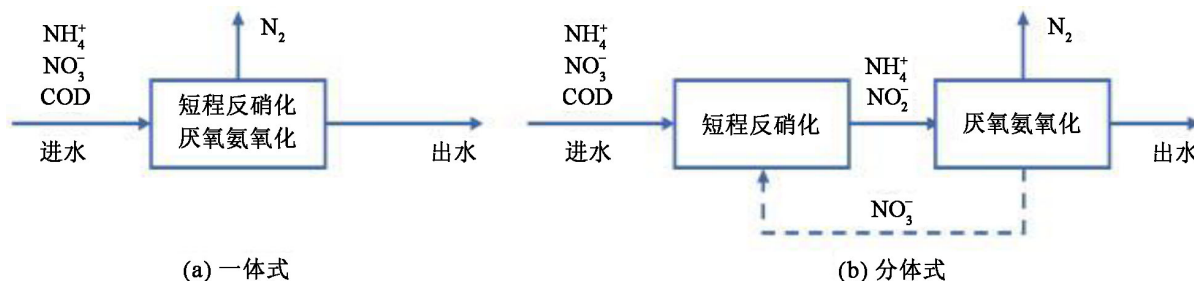 NH₄⁺
NO₃⁻
COD
进水
N₂
短程反硝化
厌氧氨氧化
出水
(a) 一体式
NH₄⁺
NO₃⁻
COD
进水
短程反硝化
NH₄⁺
NO₂⁻
N₂
厌氧氨氧化
出水
NO₃⁻
(b) 分体式